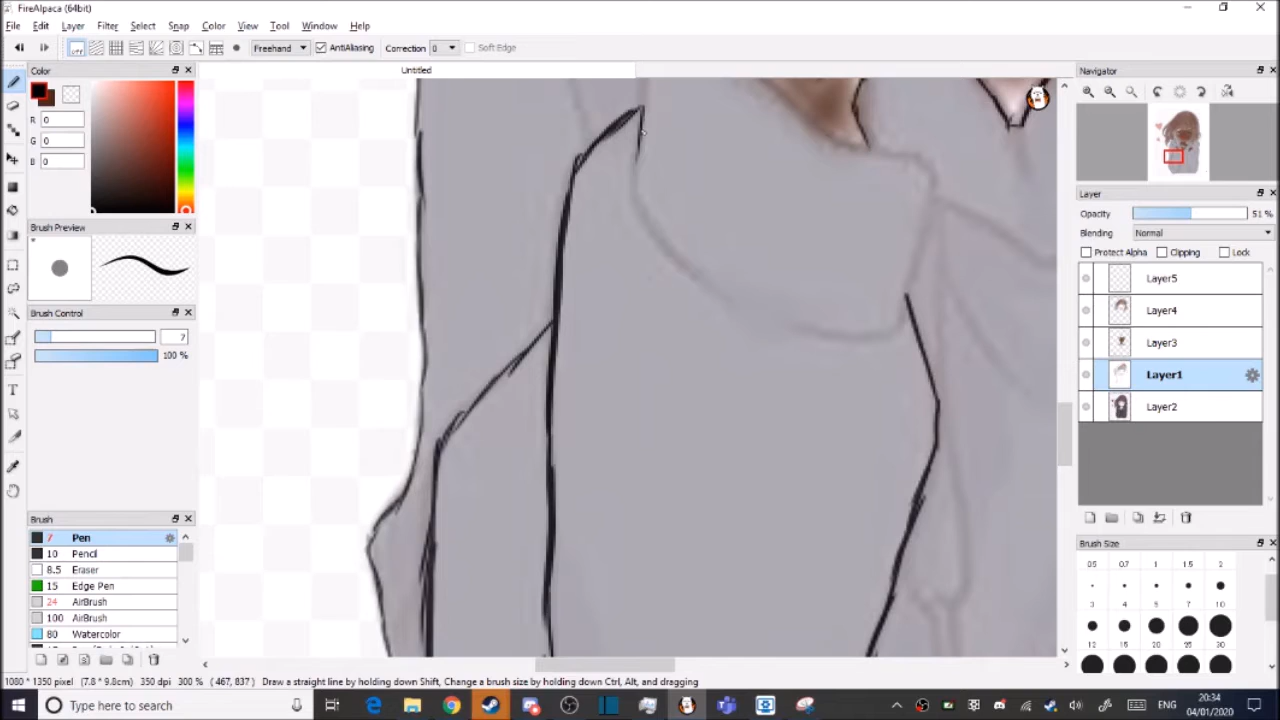 FireAlpaca (64bit)
File Edit Layer Filter Select Snap Color View Tool Window Help
Freehand AntiAliasing Correction 0 Soft Edge
Color
Untitled
Navigator
R 0
G 0
B 0
Layer
Opacity 51 %
Blending Normal
Protect Alpha Clipping Lock
Brush Preview
Layer5
Layer4
Brush Control
7
Layer3
100 %
Layer1
Layer2
Brush
7 Pen
10 Pencil
8.5 Eraser
15 Edge Pen
24 AirBrush
100 AirBrush
80 Watercolor
Brush Size
0.5 0.7 1 1.5 2
3 4 5 7 10
12 15 20 25 30
1080 * 1350 pixel (7.8 * 9.8cm) 350 dpi 300 % ( 467, 837 ) Draw a straight line by holding down Shift, Change a brush size by holding down Ctrl, Alt, and dragging
Type here to search
ENG
20:34
04/01/2020